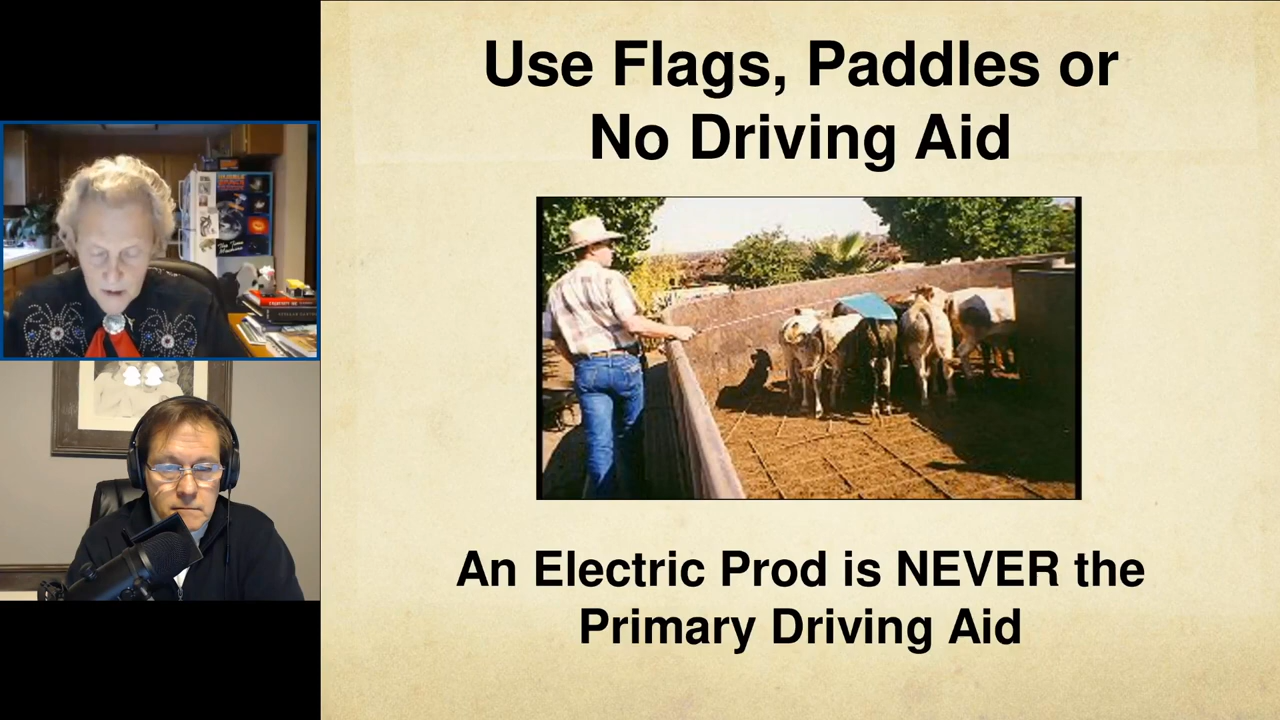 Use Flags, Paddles or
No Driving Aid
An Electric Prod is NEVER the
Primary Driving Aid